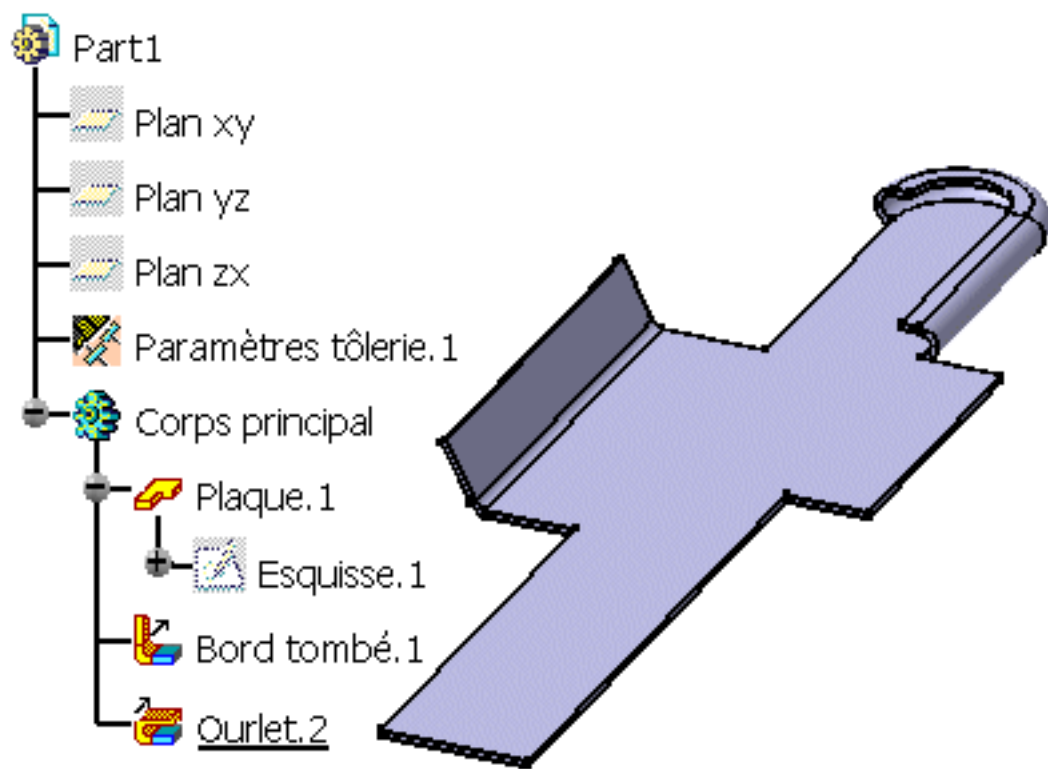 Part1
Plan xy
Plan yz
Plan zx
Paramètres tôlerie.1
Corps principal
Plaque.1
Esquisse.1
Bord tombé.1
Ourlet.2